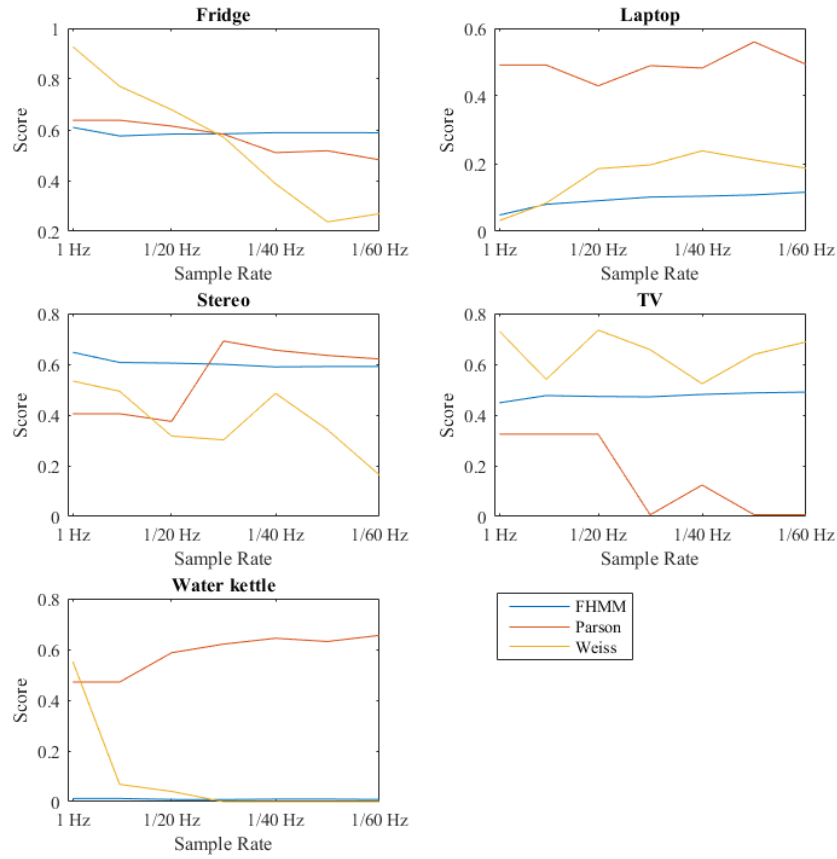 Fridge
1
0.8
0.6
0.4
0.2
Score
1 Hz 1/20 Hz 1/40 Hz 1/60 Hz
Sample Rate
Laptop
0.6
0.4
0.2
0
Score
1 Hz 1/20 Hz 1/40 Hz 1/60 Hz
Sample Rate
Stereo
0.8
0.6
0.4
0.2
0
Score
1 Hz 1/20 Hz 1/40 Hz 1/60 Hz
Sample Rate
TV
0.8
0.6
0.4
0.2
0
Score
1 Hz 1/20 Hz 1/40 Hz 1/60 Hz
Sample Rate
Water kettle
0.8
0.6
0.4
0.2
0
Score
1 Hz 1/20 Hz 1/40 Hz 1/60 Hz
Sample Rate
FHMM
Parson
Weiss